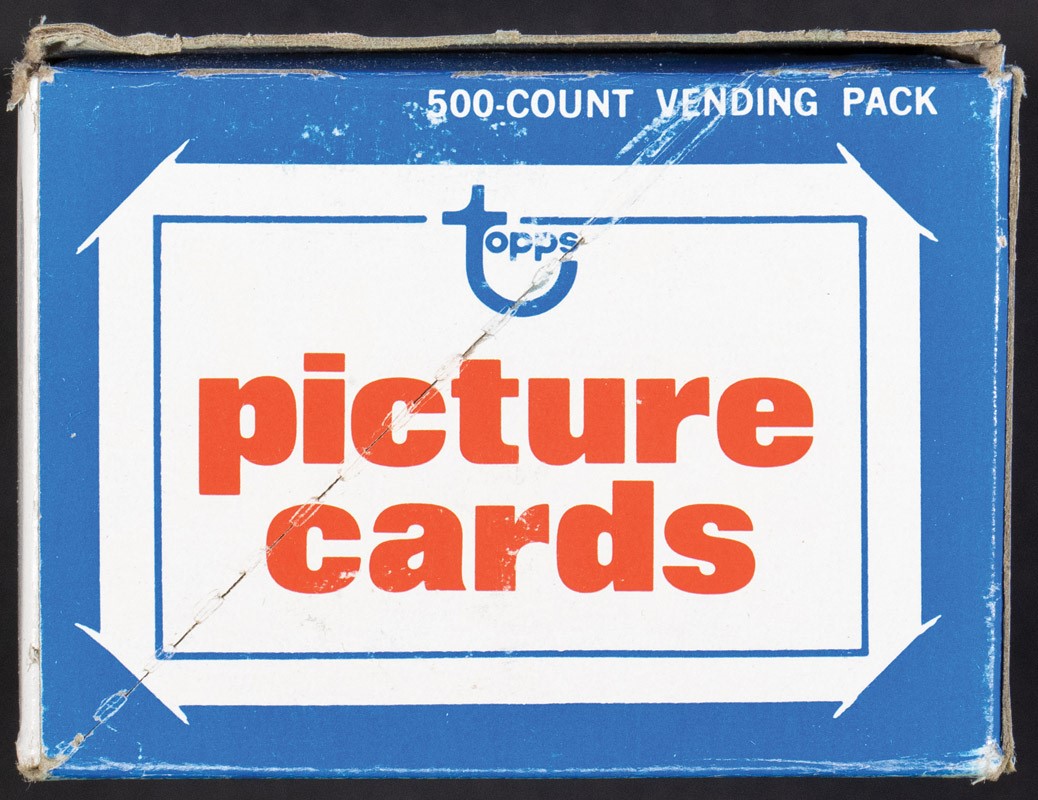 500-COUNT VENDING PACK
topps
picture
cards